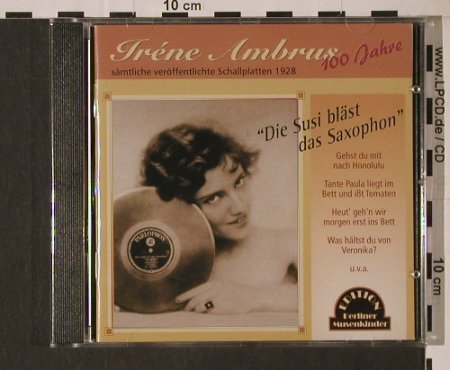 10 cm
Iréne Ambrus
100 Jahre
sämtliche veröffentlichte Schallplatten 1928
"Die Susi bläst
das Saxophon"
Gehst du mit
nach Honolulu
Tante Paula liegt im
Bett und ißt Tomaten
Heut' geh'n wir
morgen erst ins Bett
Was hältst du von
Veronika?
u.v.a.
PARLOPHON
EDITION
Berliner
Musenkinder
www.LPCD.de / CD
10 cm